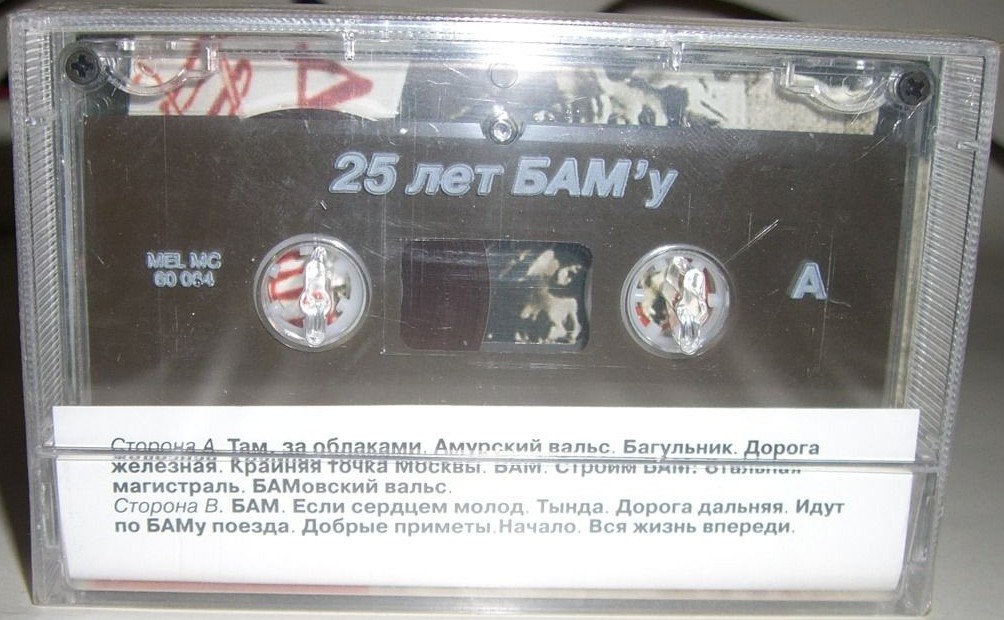 25 лет БАМ'у
MEL MC
60 064
A
Сторона А. Там, за облаками. Амурский вальс. Багульник. Дорога
железная. Крайняя точка Москвы. БАМ. Строим БАМ! Стальная
магистраль. БАМовский вальс.
Сторона В. БАМ. Если сердцем молод. Тында. Дорога дальняя. Идут
по БАМу поезда. Добрые приметы.Начало. Вся жизнь впереди.